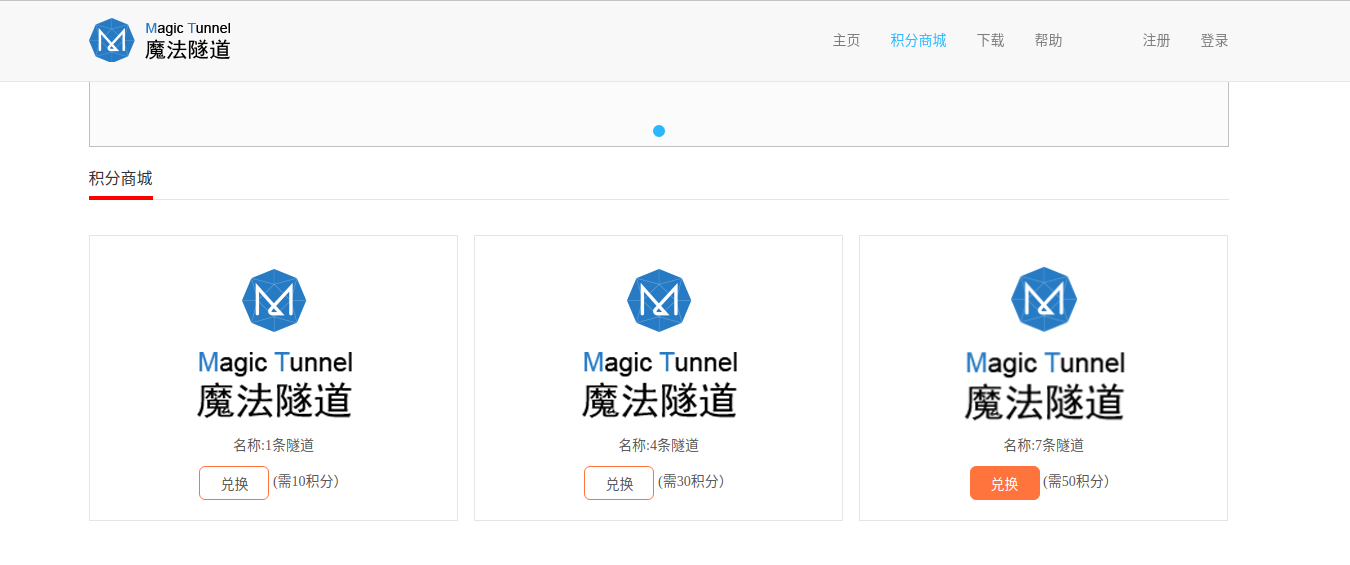 Magic Tunnel
魔法隧道
主页 积分商城 下载 帮助 注册 登录
积分商城
Magic Tunnel
魔法隧道
名称:1条隧道
兑换 (需10积分)
Magic Tunnel
魔法隧道
名称:4条隧道
兑换 (需30积分)
Magic Tunnel
魔法隧道
名称:7条隧道
兑换 (需50积分)